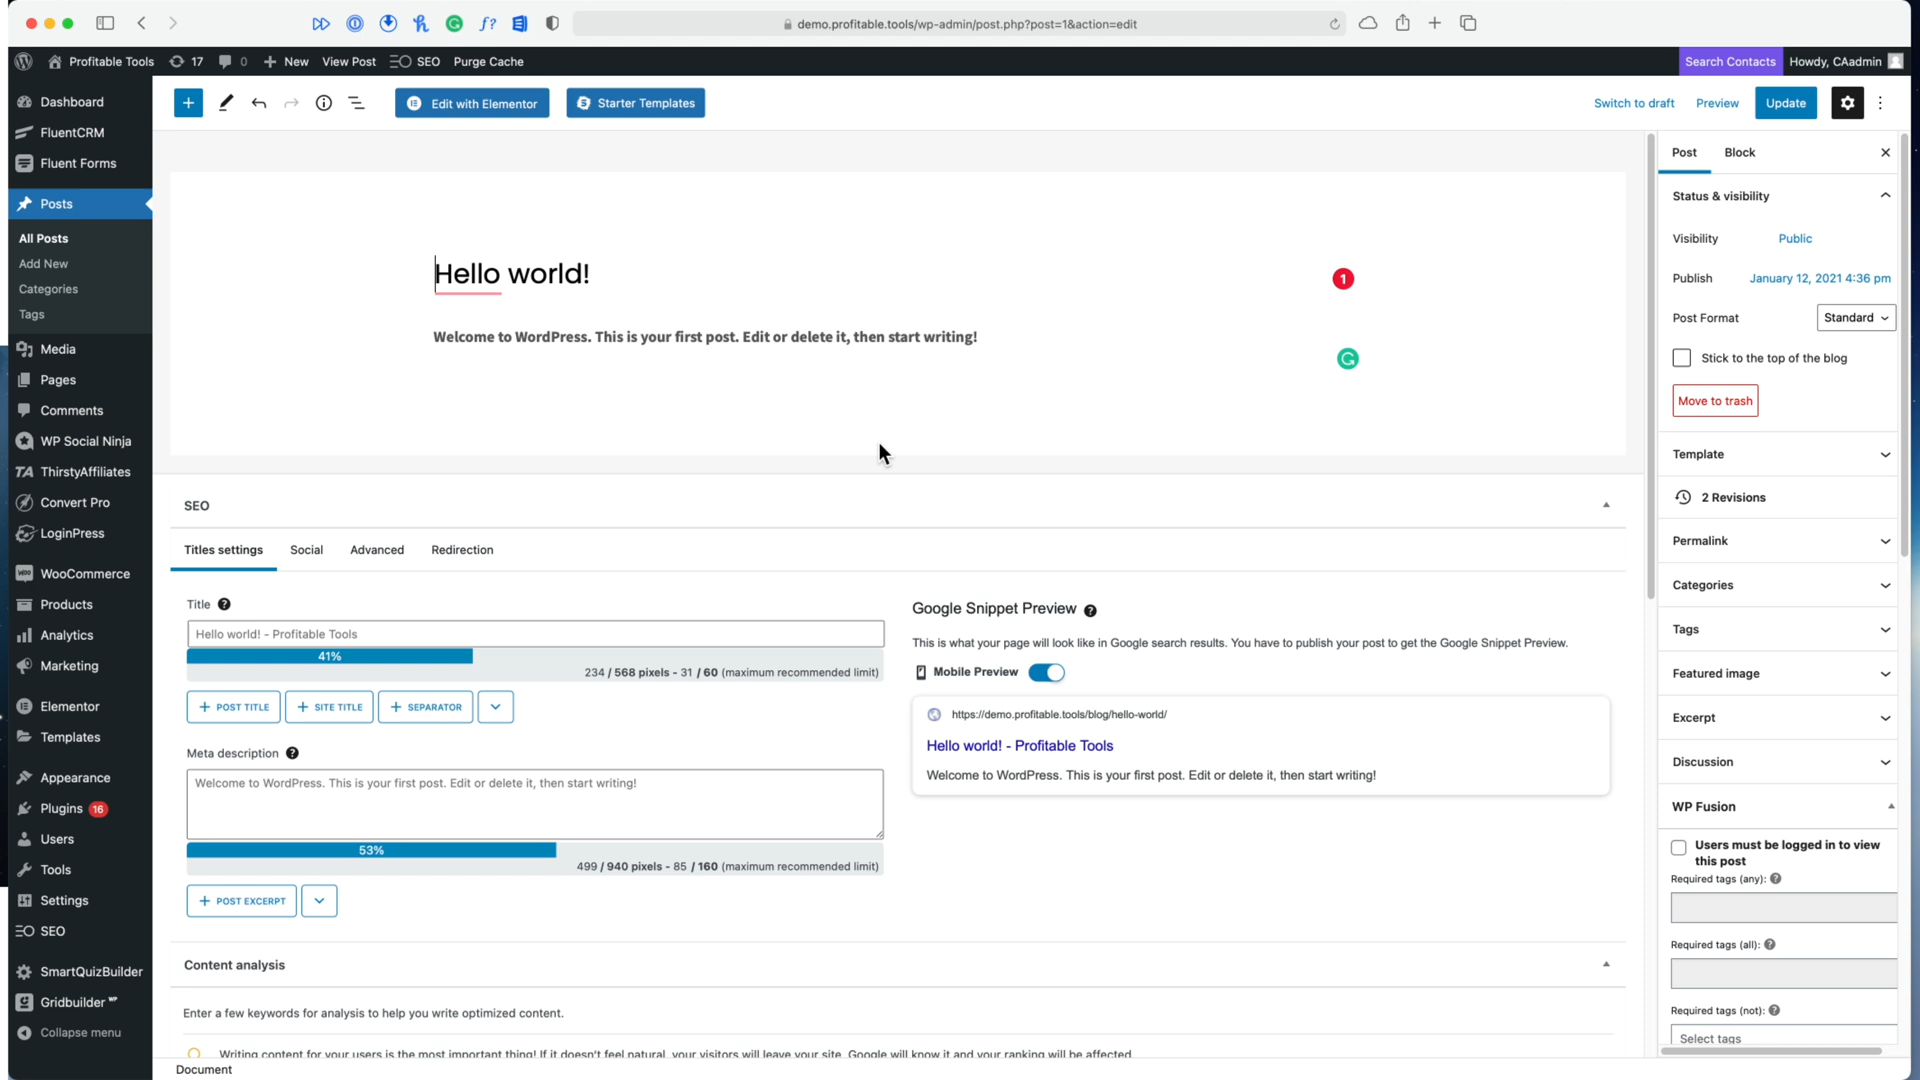 demo.profitable.tools/wp-admin/post.php?post=1&action=edit
Profitable Tools
17
0
New
View Post
SEO
Purge Cache
Search Contacts
Howdy, CAadmin
Dashboard
FluentCRM
Fluent Forms
Posts
All Posts
Add New
Categories
Tags
Media
Pages
Comments
WP Social Ninja
TA ThirstyAffiliates
Convert Pro
LoginPress
WooCommerce
Products
Analytics
Marketing
Elementor
Templates
Appearance
Plugins 16
Users
Tools
Settings
SEO
SmartQuizBuilder
Gridbuilder WP
Collapse menu
Edit with Elementor
Starter Templates
Switch to draft
Preview
Update
Hello world!
1
Welcome to WordPress. This is your first post. Edit or delete it, then start writing!
SEO
Titles settings
Social
Advanced
Redirection
Title
Hello world! - Profitable Tools
41%
234 / 568 pixels - 31 / 60 (maximum recommended limit)
+ POST TITLE
+ SITE TITLE
+ SEPARATOR
Meta description
Welcome to WordPress. This is your first post. Edit or delete it, then start writing!
53%
499 / 940 pixels - 85 / 160 (maximum recommended limit)
+ POST EXCERPT
Google Snippet Preview
This is what your page will look like in Google search results. You have to publish your post to get the Google Snippet Preview.
Mobile Preview
https://demo.profitable.tools/blog/hello-world/
Hello world! - Profitable Tools
Welcome to WordPress. This is your first post. Edit or delete it, then start writing!
Content analysis
Enter a few keywords for analysis to help you write optimized content.
Writing content for your users is the most important thing! If it doesn't feel natural, your visitors will leave your site, Google will know it and your ranking will be affected.
Document
Post
Block
Status & visibility
Visibility
Public
Publish
January 12, 2021 4:36 pm
Post Format
Standard
Stick to the top of the blog
Move to trash
Template
2 Revisions
Permalink
Categories
Tags
Featured image
Excerpt
Discussion
WP Fusion
Users must be logged in to view
this post
Required tags (any):
Required tags (all):
Required tags (not):
Select tags